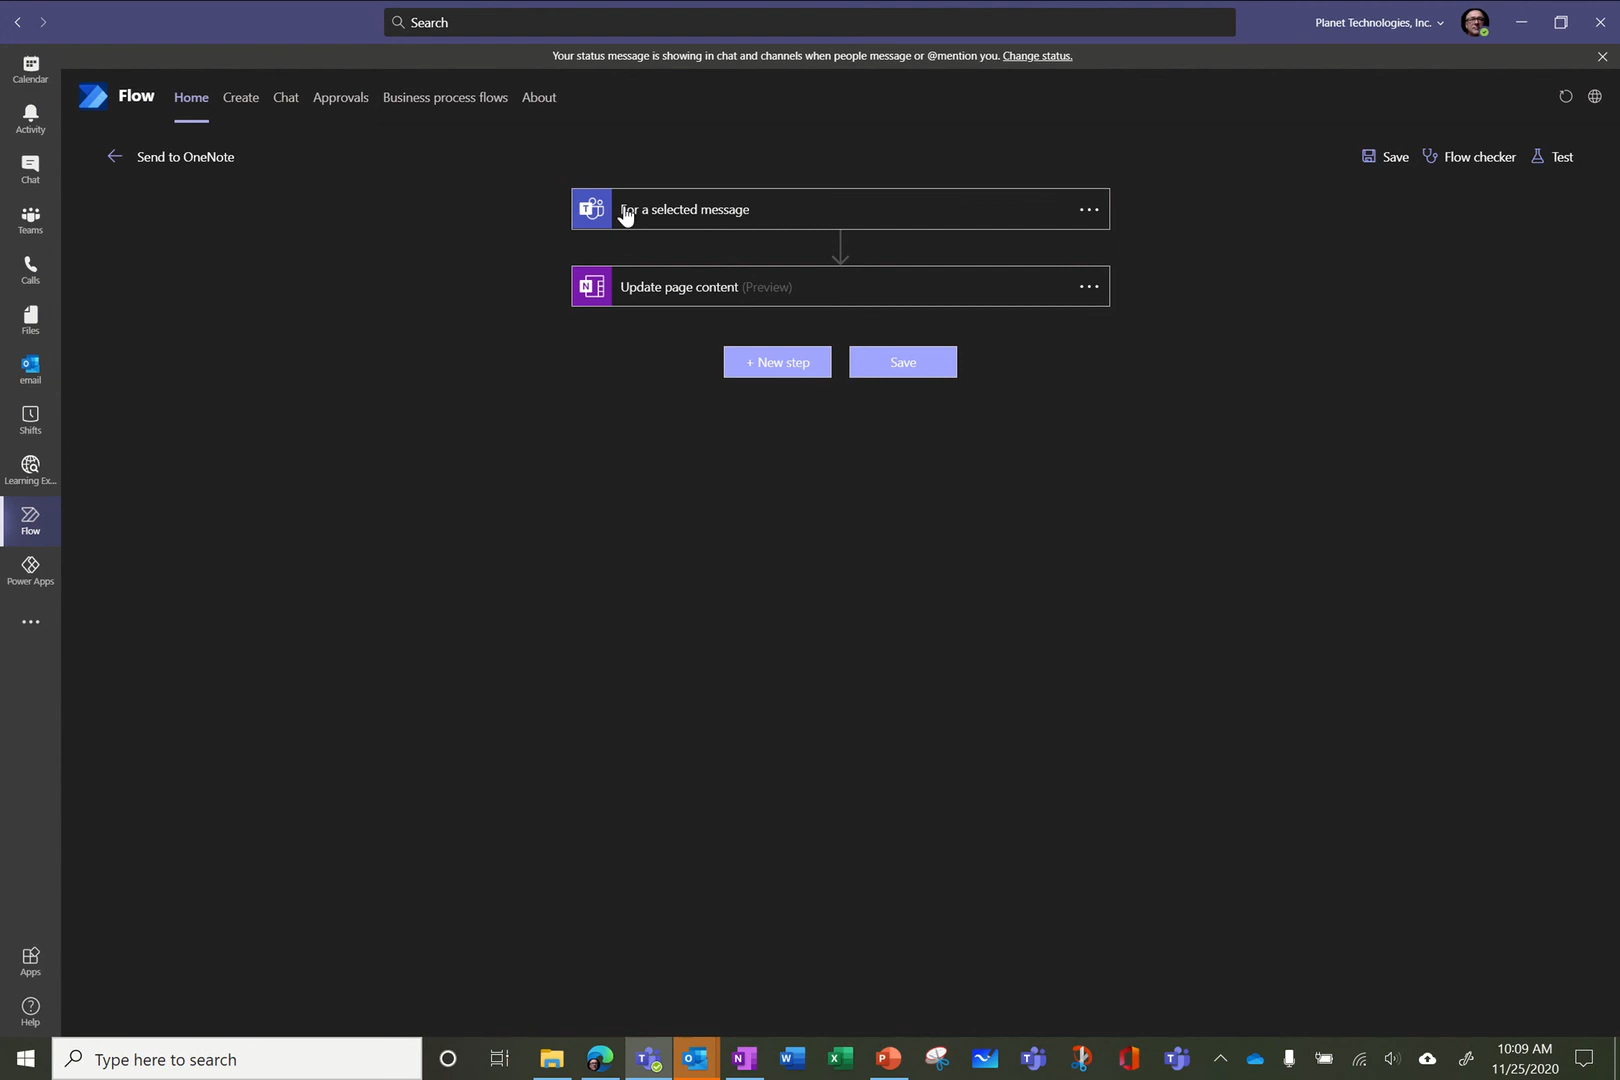 Search
Planet Technologies, Inc.
Your status message is showing in chat and channels when people message or @mention you. Change status.
Calendar
Activity
Chat
Teams
Calls
Files
email
Shifts
Learning Ex...
Flow
Power Apps
Apps
Help
Flow
Home
Create
Chat
Approvals
Business process flows
About
Send to OneNote
Save
Flow checker
Test
For a selected message
Update page content (Preview)
+ New step
Save
Type here to search
10:09 AM
11/25/2020